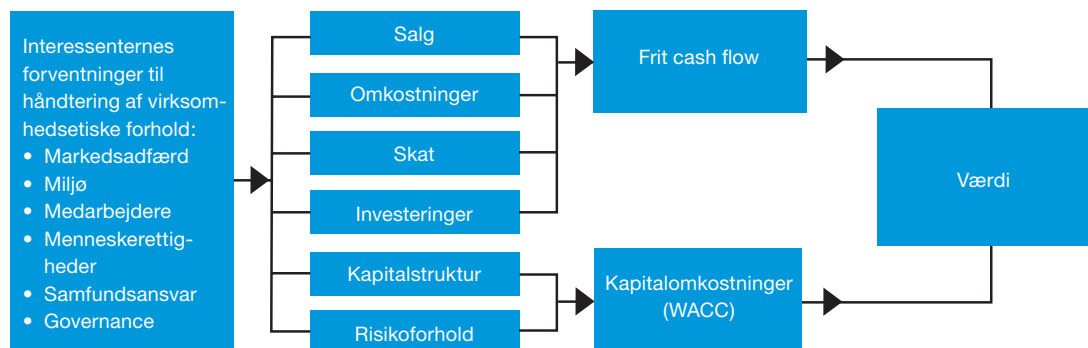 Interessenternes
forventninger til
håndtering af virksom-
hedsetiske forhold:
• Markedsadfærd
• Miljø
• Medarbejdere
• Menneskerettig-
heder
• Samfundsansvar
• Governance
Salg
Omkostninger
Skat
Investeringer
Kapitalstruktur
Risikoforhold
Frit cash flow
Kapitalomkostninger
(WACC)
Værdi